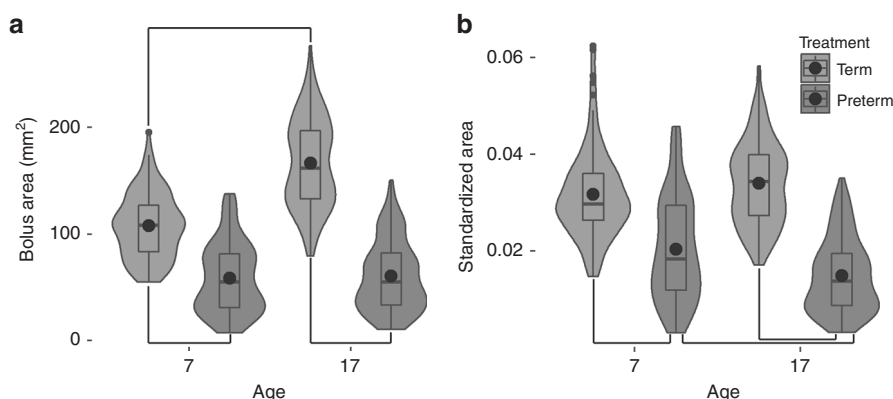 a
Bolus area (mm²)
200
100
0
7
17
Age
b
Standardized area
0.06
0.04
0.02
7
17
Age
Treatment
Term
Preterm